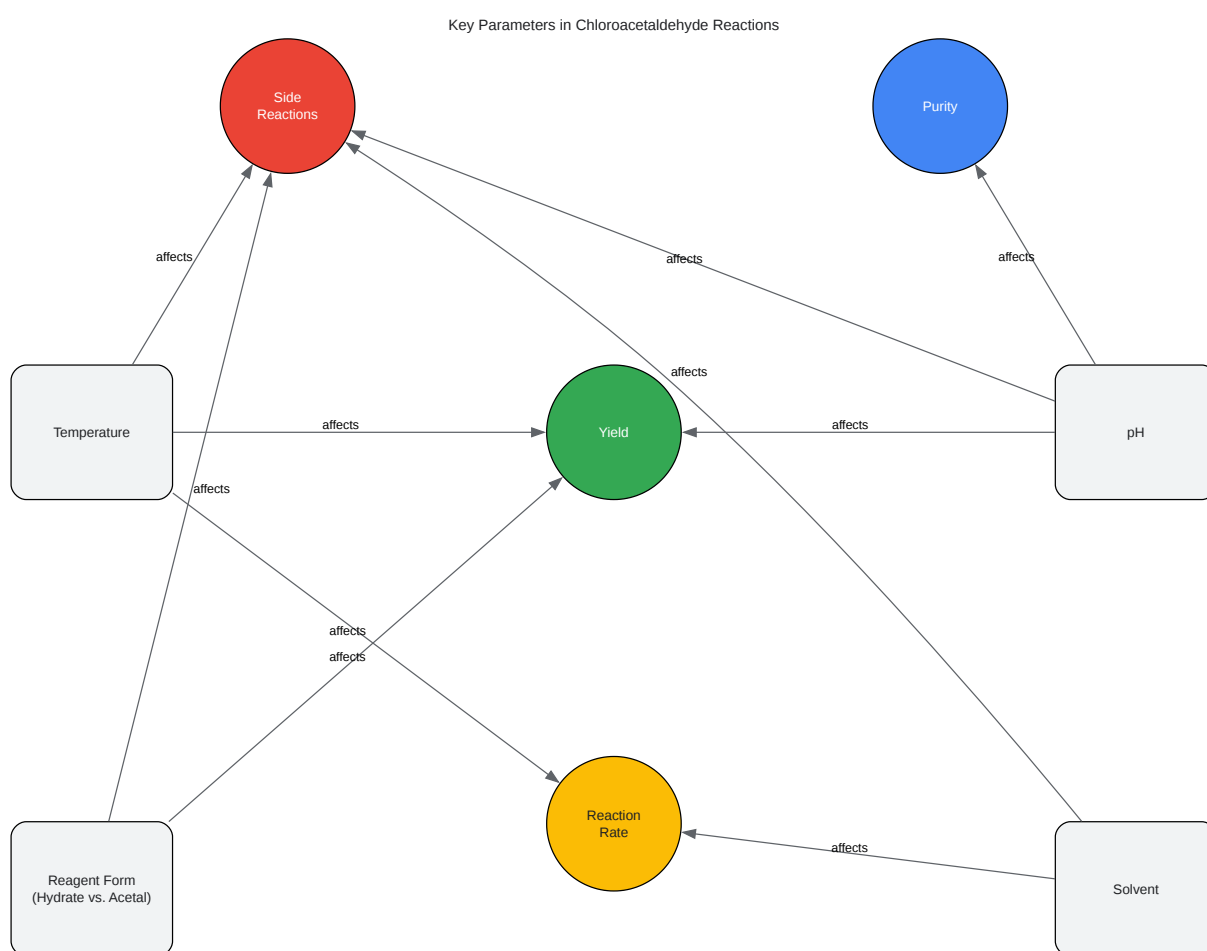 Key Parameters in Chloroacetaldehyde Reactions
Side
Reactions
Purity
affects
affects
affects
affects
Temperature
affects
Yield
affects
pH
affects
affects
affects
Reaction
Rate
affects
Reagent Form
(Hydrate vs. Acetal)
Solvent